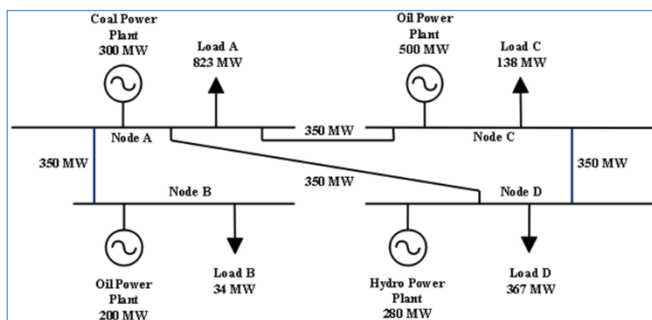 Coal Power
Plant
300 MW
Load A
823 MW
Oil Power
Plant
500 MW
Load C
138 MW
350 MW
Node A
Node C
350 MW
350 MW
350 MW
Node B
Node D
Oil Power
Plant
200 MW
Load B
34 MW
Hydro Power
Plant
280 MW
Load D
367 MW